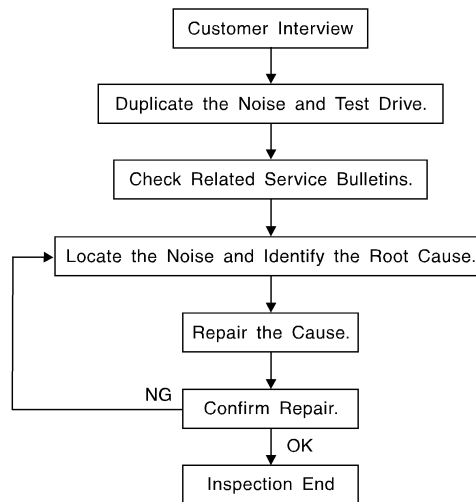 Customer Interview
Duplicate the Noise and Test Drive.
Check Related Service Bulletins.
Locate the Noise and Identify the Root Cause.
Repair the Cause.
NG
Confirm Repair.
OK
Inspection End